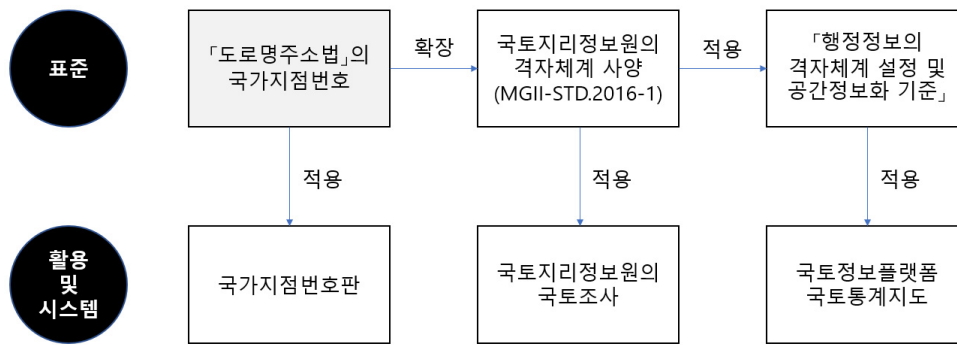 표준
「도로명주소법」의
국가지점번호
확장
국토지리정보원의
격자체계 사양
(MGII-STD.2016-1)
적용
「행정정보의
격자체계 설정 및
공간정보화 기준」
적용
적용
적용
활용
및
시스템
국가지점번호판
국토지리정보원의
국토조사
국토정보플랫폼
국토통계지도